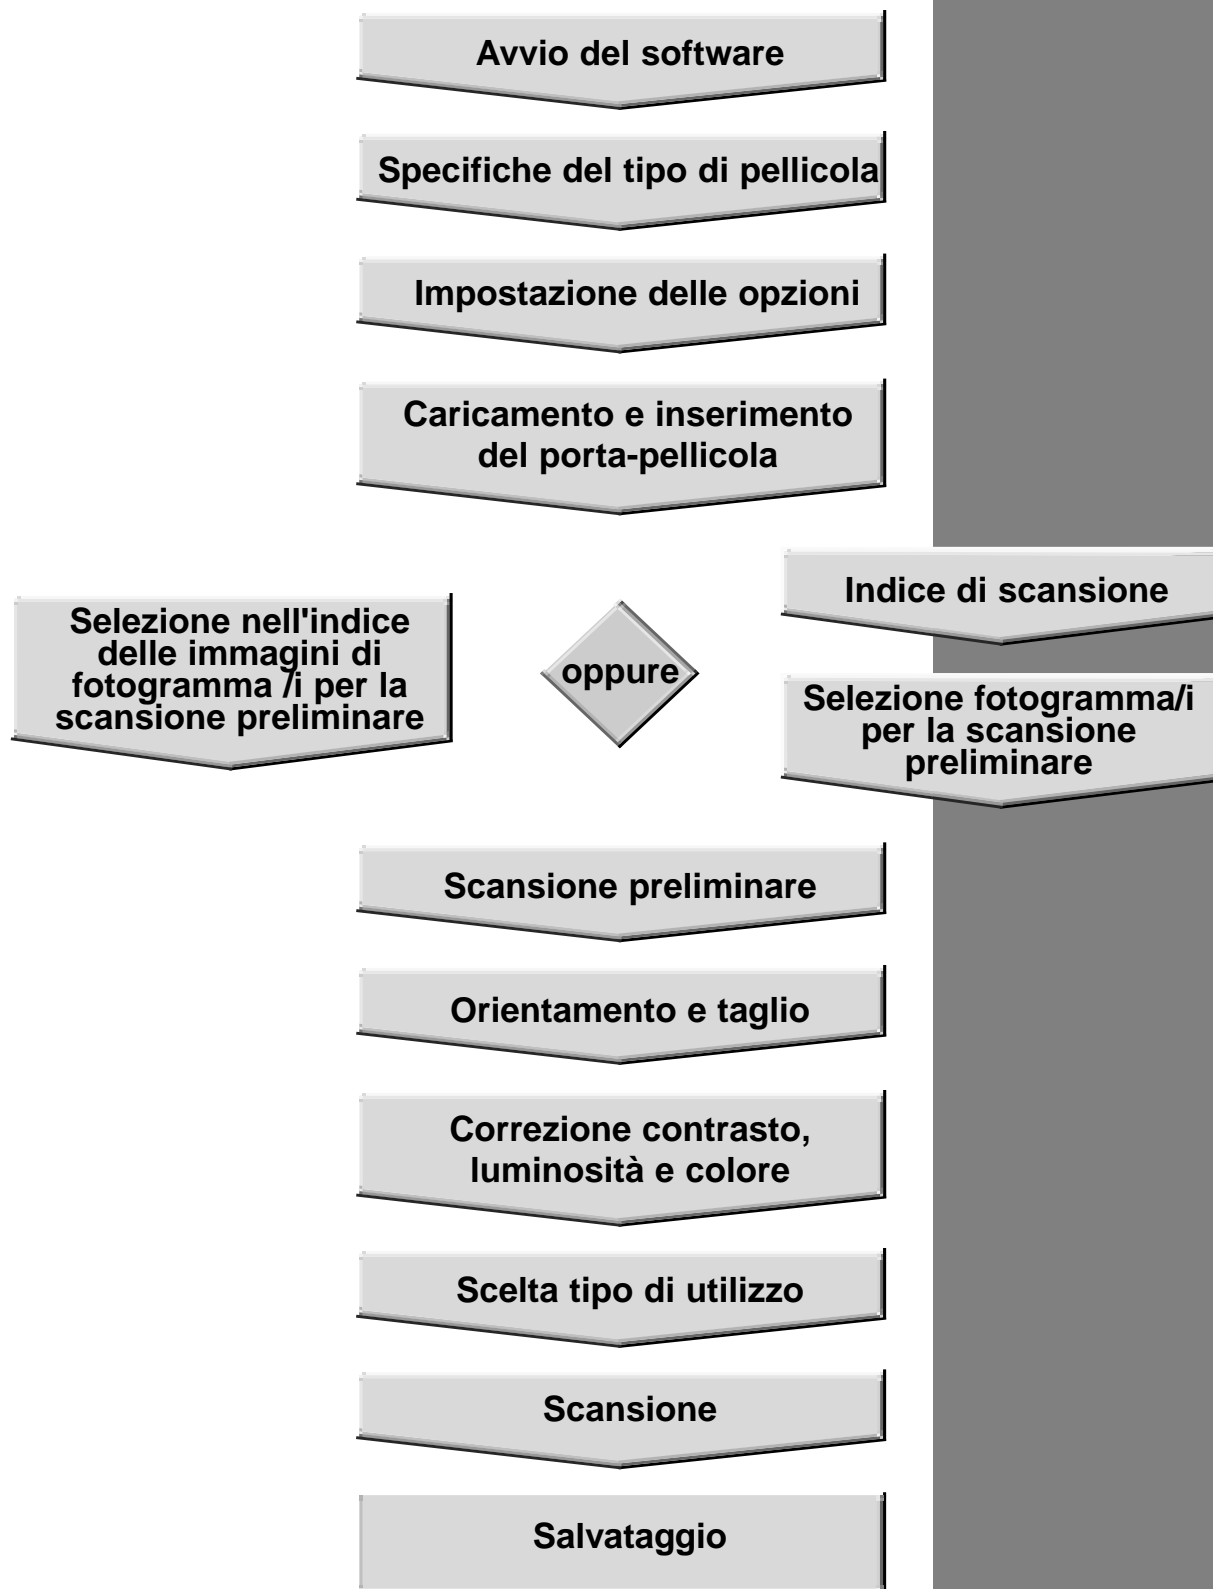 Avvio del software
Specifiche del tipo di pellicola
Impostazione delle opzioni
Caricamento e inserimento
del porta-pellicola
Selezione nell'indice
delle immagini di
fotogramma /i per la
scansione preliminare
oppure
Indice di scansione
Selezione fotogramma/i
per la scansione
preliminare
Scansione preliminare
Orientamento e taglio
Correzione contrasto,
luminosità e colore
Scelta tipo di utilizzo
Scansione
Salvataggio